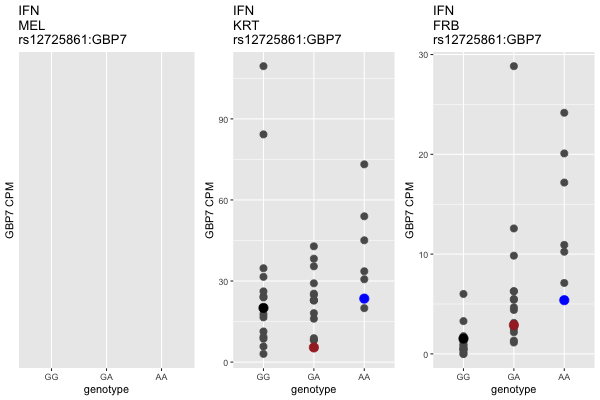 IFN
MEL
rs12725861:GBP7
GBP7 CPM
GG
GA
AA
genotype
IFN
KRT
rs12725861:GBP7
GBP7 CPM
90
60
30
0
GG
GA
AA
genotype
IFN
FRB
rs12725861:GBP7
GBP7 CPM
30
20
10
0
GG
GA
AA
genotype